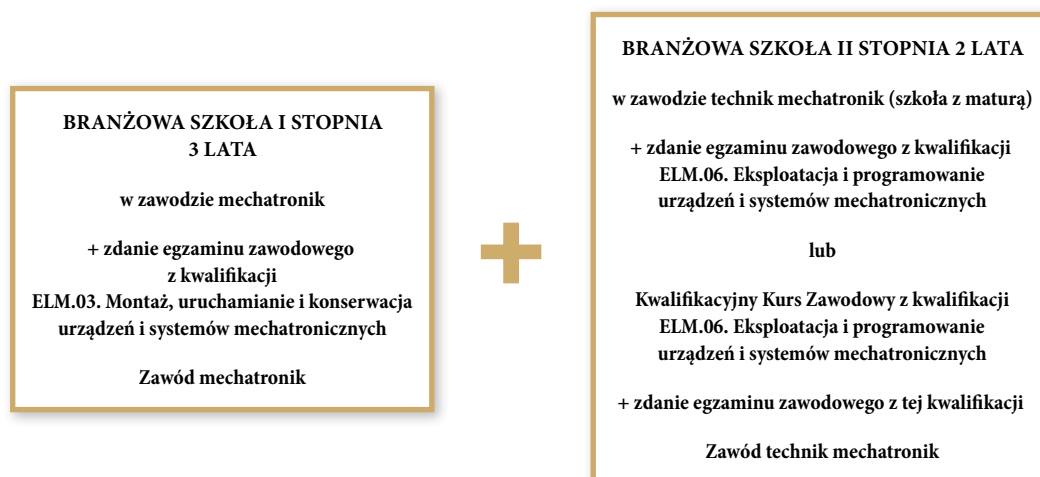 BRANŻOWA SZKOŁA I STOPNIA
3 LATA
w zawodzie mechatronik
+ zdanie egzaminu zawodowego
z kwalifikacji
ELM.03. Montaż, uruchamianie i konserwacja
urządzeń i systemów mechatronicznych
Zawód mechatronik
+
BRANŻOWA SZKOŁA II STOPNIA 2 LATA
w zawodzie technik mechatronik (szkoła z maturą)
+ zdanie egzaminu zawodowego z kwalifikacji
ELM.06. Eksploatacja i programowanie
urządzeń i systemów mechatronicznych
lub
Kwalifikacyjny Kurs Zawodowy z kwalifikacji
ELM.06. Eksploatacja i programowanie
urządzeń i systemów mechatronicznych
+ zdanie egzaminu zawodowego z tej kwalifikacji
Zawód technik mechatronik